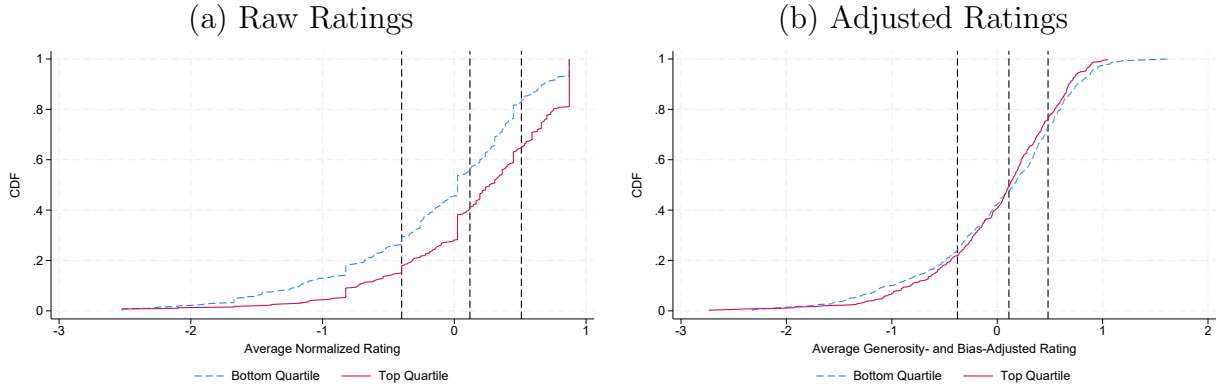 (a) Raw Ratings
1
.8
.6
.4
.2
0
CDF
-3
-2
-1
0
1
Average Normalized Rating
Bottom Quartile
Top Quartile
(b) Adjusted Ratings
1
.8
.6
.4
.2
0
CDF
-3
-2
-1
0
1
2
Average Generosity- and Bias-Adjusted Rating
Bottom Quartile
Top Quartile